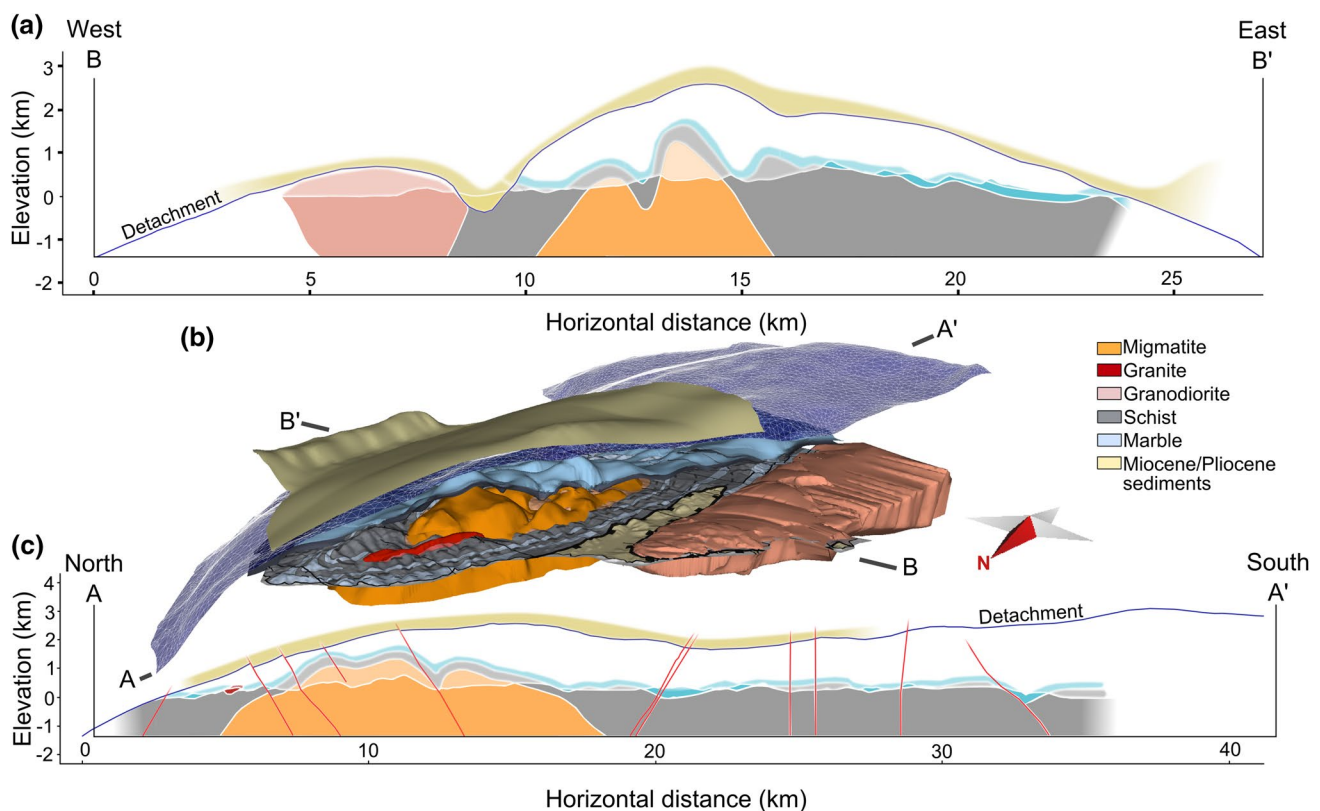 (a)
West
B
East
B'
Elevation (km)
3
2
1
0
-1
-2
Detachment
0
5
10
15
20
25
Horizontal distance (km)
(b)
A'
B'
B
A
N
Migmatite
Granite
Granodiorite
Schist
Marble
Miocene/Pliocene
sediments
(c)
North
A
South
A'
Elevation (km)
4
3
2
1
0
-1
-2
Detachment
0
10
20
30
40
Horizontal distance (km)